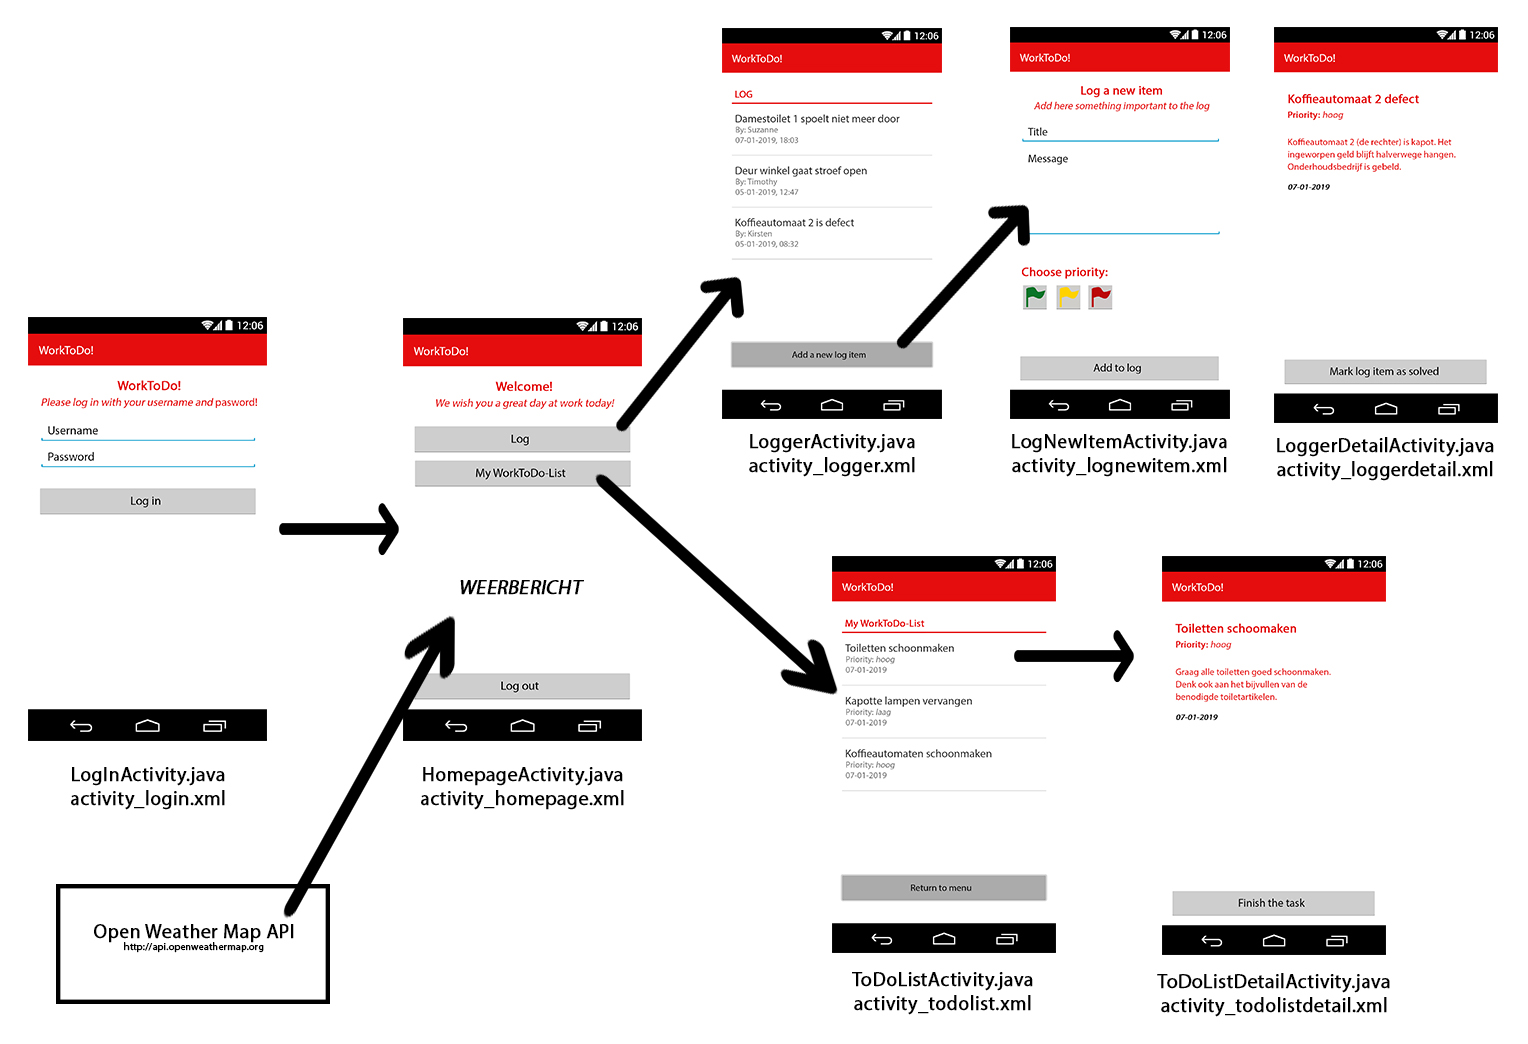 12:06
WorkToDo!
WorkToDo!
Please log in with your username and pasword!
Username
Password
Log in
LogInActivity.java
activity_login.xml
12:06
WorkToDo!
Welcome!
We wish you a great day at work today!
Log
My WorkToDo-List
WEERBERICHT
Log out
HomepageActivity.java
activity_homepage.xml
Open Weather Map API
http://api.openweathermap.org
12:06
WorkToDo!
LOG
Damestoilet 1 spoelt niet meer door
By: Suzanne
07-01-2019, 18:03
Deur winkel gaat stroef open
By: Timothy
05-01-2019, 12:47
Koffieautomaat 2 is defect
By: Kirsten
05-01-2019, 08:32
Add a new log item
LoggerActivity.java
activity_logger.xml
12:06
WorkToDo!
Log a new item
Add here something important to the log
Title
Message
Choose priority:
Add to log
LogNewItemActivity.java
activity_lognewitem.xml
12:06
WorkToDo!
Koffieautomaat 2 defect
Priority: hoog
Koffieautomaat 2 (de rechter) is kapot. Het
ingeworpen geld blijft halverwege hangen.
Onderhoudsbedrijf is gebeld.
07-01-2019
Mark log item as solved
LoggerDetailActivity.java
activity_loggerdetail.xml
12:06
WorkToDo!
My WorkToDo-List
Toiletten schoonmaken
Priority: hoog
07-01-2019
Kapotte lampen vervangen
Priority: laag
07-01-2019
Koffieautomaten schoonmaken
Priority: hoog
07-01-2019
Return to menu
ToDoListActivity.java
activity_todolist.xml
12:06
WorkToDo!
Toiletten schoomaken
Priority: hoog
Graag alle toiletten goed schoonmaken.
Denk ook aan het bijvullen van de
benodigde toiletartikelen.
07-01-2019
Finish the task
ToDoListDetailActivity.java
activity_todolistdetail.xml